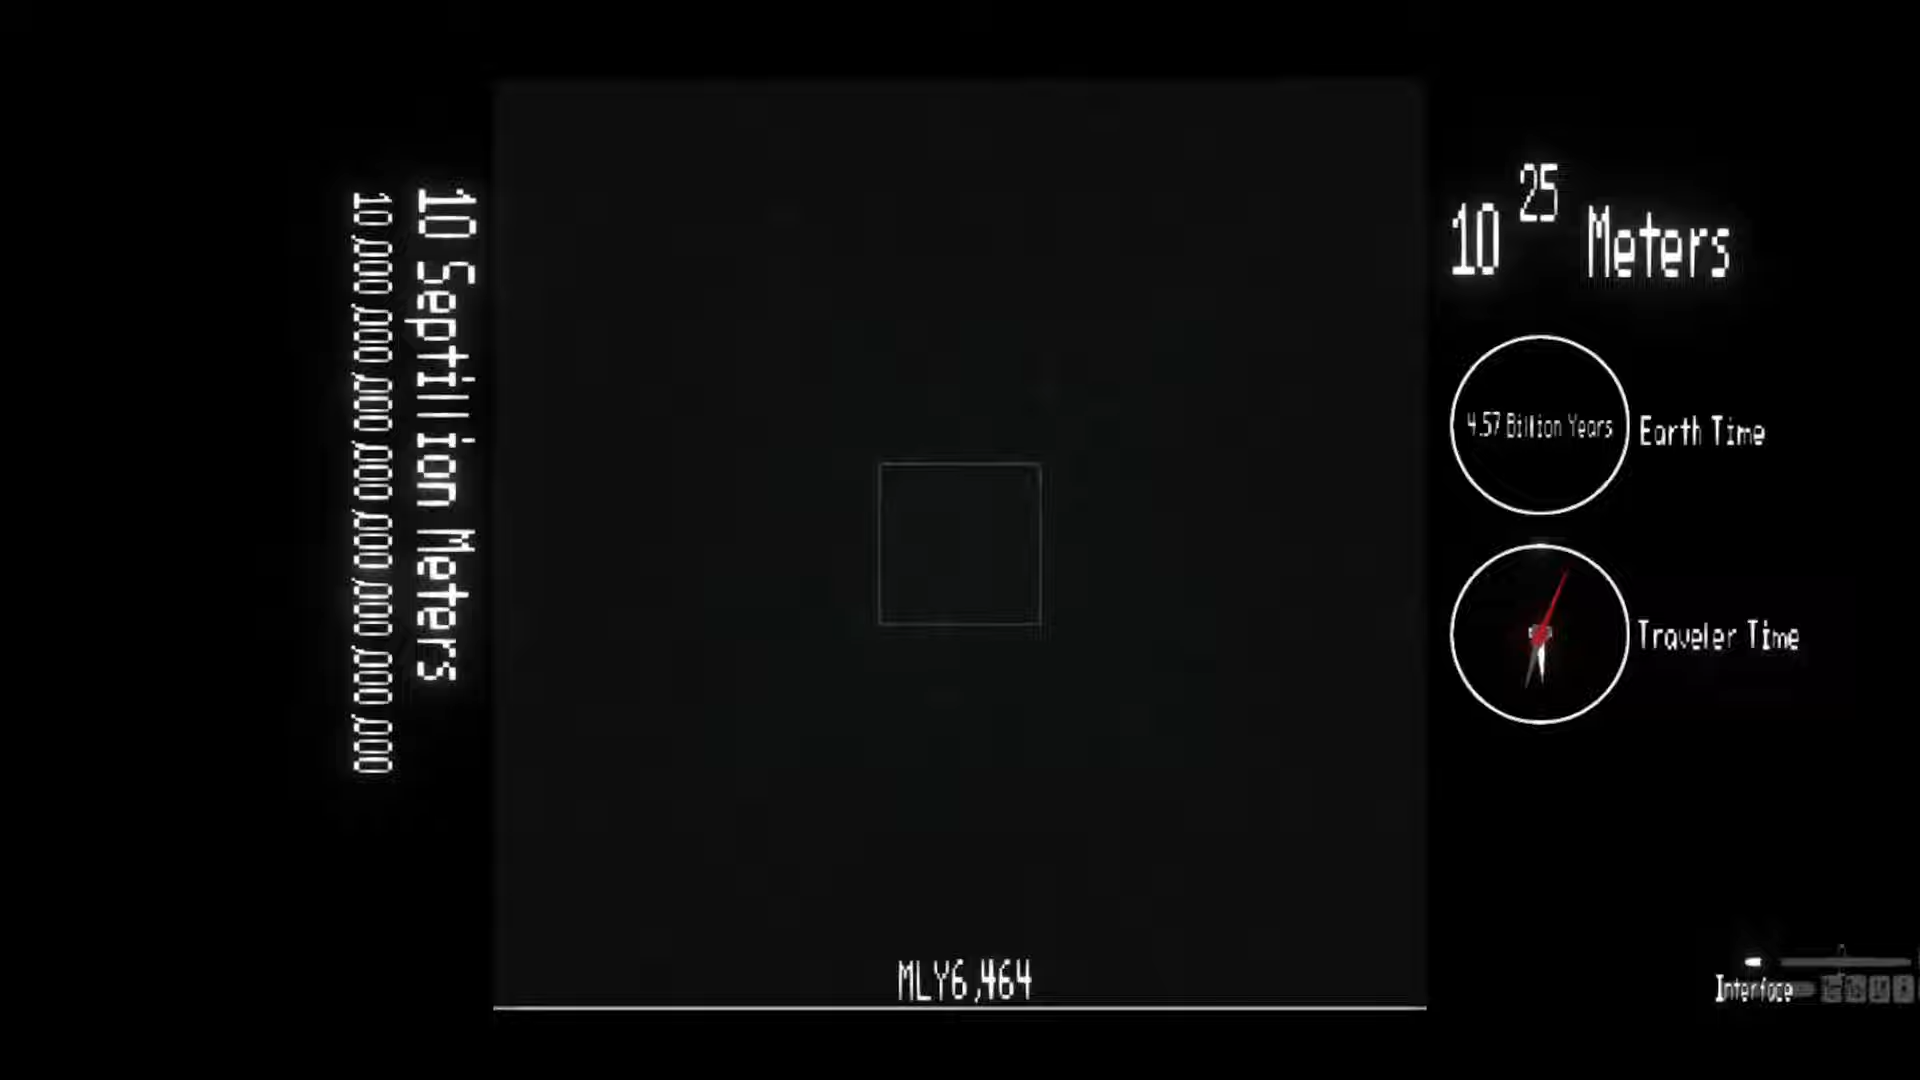 10 Septillion Meters
10,000,000,000,000,000,000,000,000
10 25 Meters
4.57 Billion Years
Earth Time
Traveler Time
MLY6,464
Interface